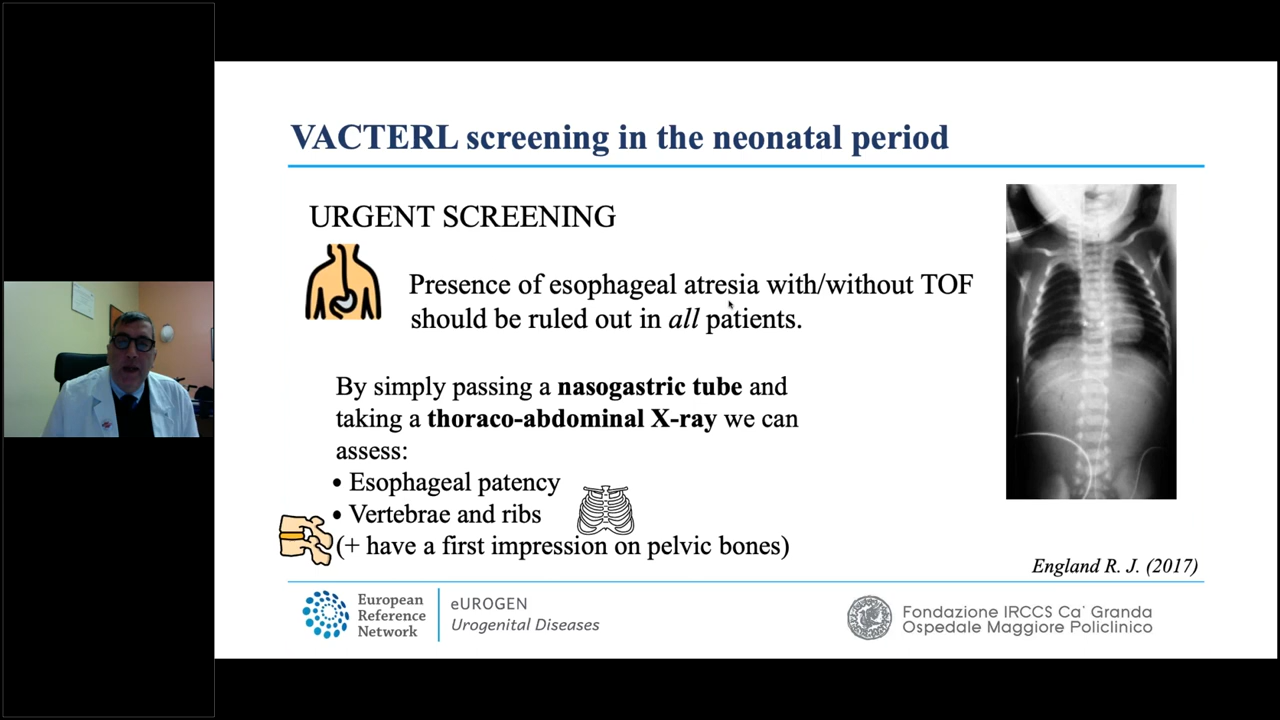 VACTERL screening in the neonatal period
URGENT SCREENING
Presence of esophageal atresia with/without TOF
should be ruled out in all patients.
By simply passing a nasogastric tube and
taking a thoraco-abdominal X-ray we can
assess:
• Esophageal patency
• Vertebrae and ribs
(+ have a first impression on pelvic bones)
England R. J. (2017)
European
Reference
Network
eUROGEN
Urogenital Diseases
Fondazione IRCCS Ca' Granda
Ospedale Maggiore Policlinico